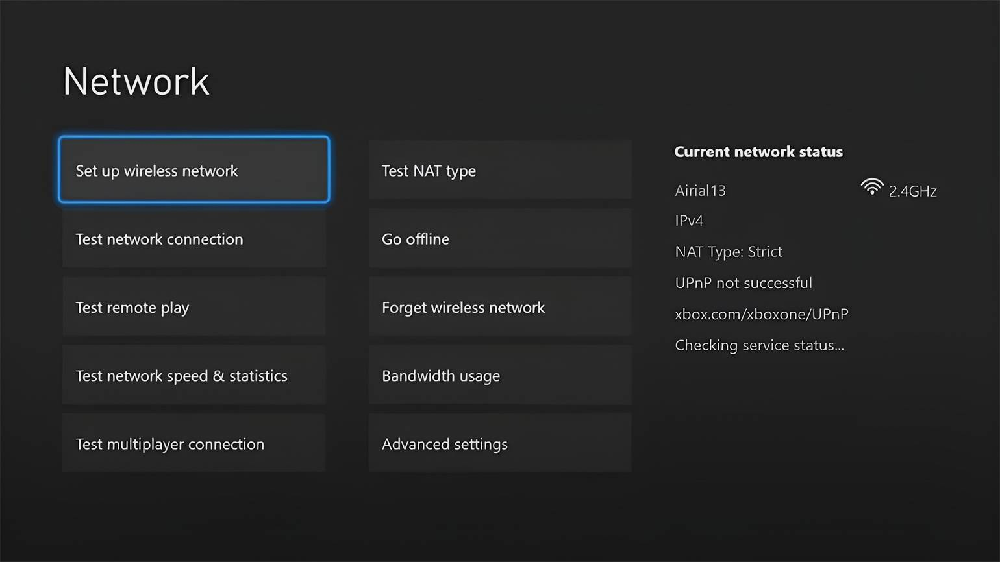 Network
Set up wireless network
Test network connection
Test remote play
Test network speed & statistics
Test multiplayer connection
Test NAT type
Go offline
Forget wireless network
Bandwidth usage
Advanced settings
Current network status
Airial13 2.4GHz
IPv4
NAT Type: Strict
UPnP not successful
xbox.com/xboxone/UPnP
Checking service status...